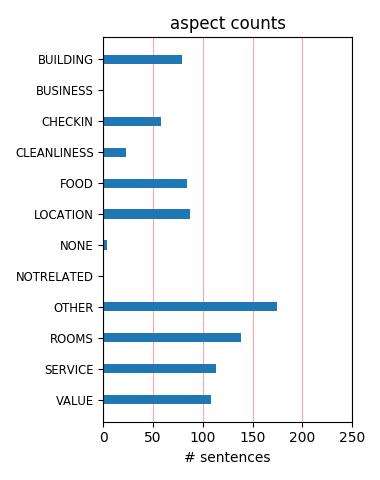 aspect counts
BUILDING
BUSINESS
CHECKIN
CLEANLINESS
FOOD
LOCATION
NONE
NOTRELATED
OTHER
ROOMS
SERVICE
VALUE
0 50 100 150 200 250
# sentences